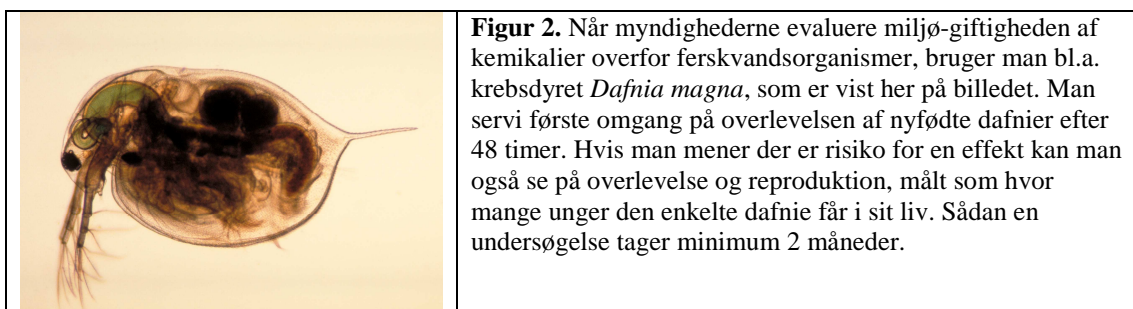 Figur 2. Når myndighederne evaluere miljø-giftigheden af
kemikalier overfor ferskvandsorganismer, bruger man bl.a.
krebsdyret Dafnia magna, som er vist her på billedet. Man
servi første omgang på overlevelsen af nyfødte dafnier efter
48 timer. Hvis man mener der er risiko for en effekt kan man
også se på overlevelse og reproduktion, målt som hvor
mange unger den enkelte dafnie får i sit liv. Sådan en
undersøgelse tager minimum 2 måneder.